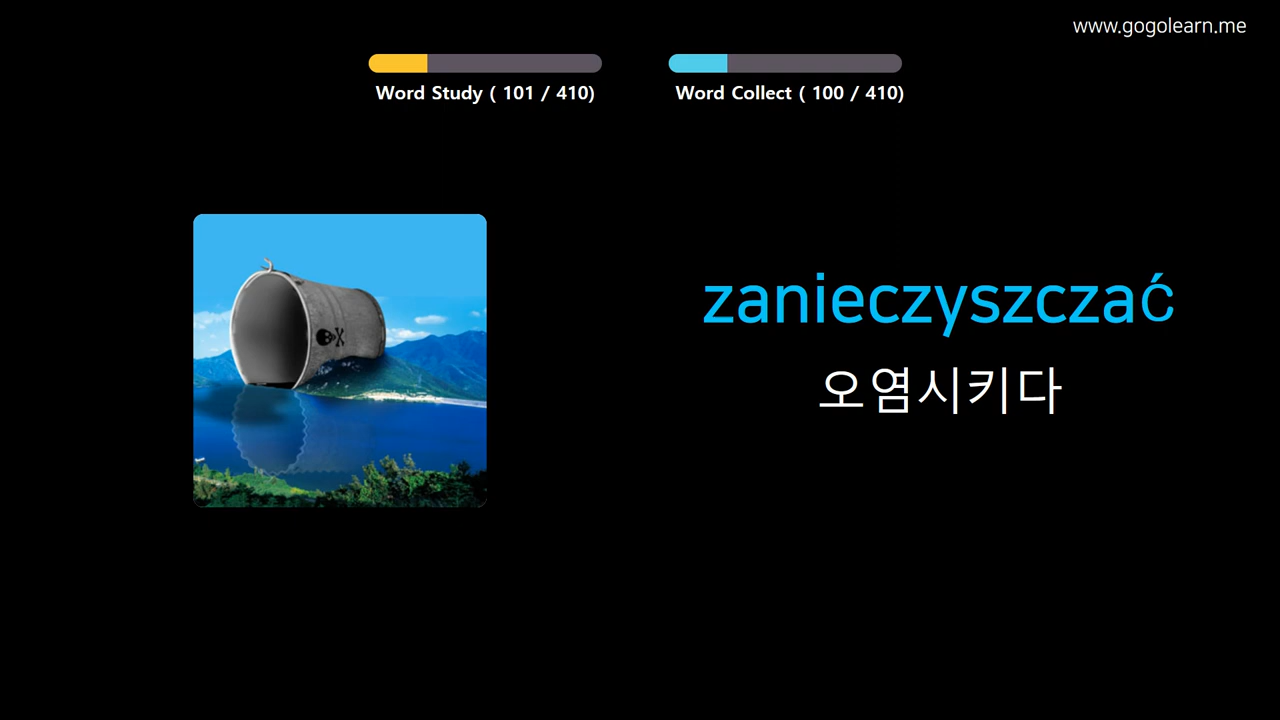 www.gogolearn.me
Word Study ( 101 / 410)
Word Collect ( 100 / 410)
zanieczyszczać
오염시키다